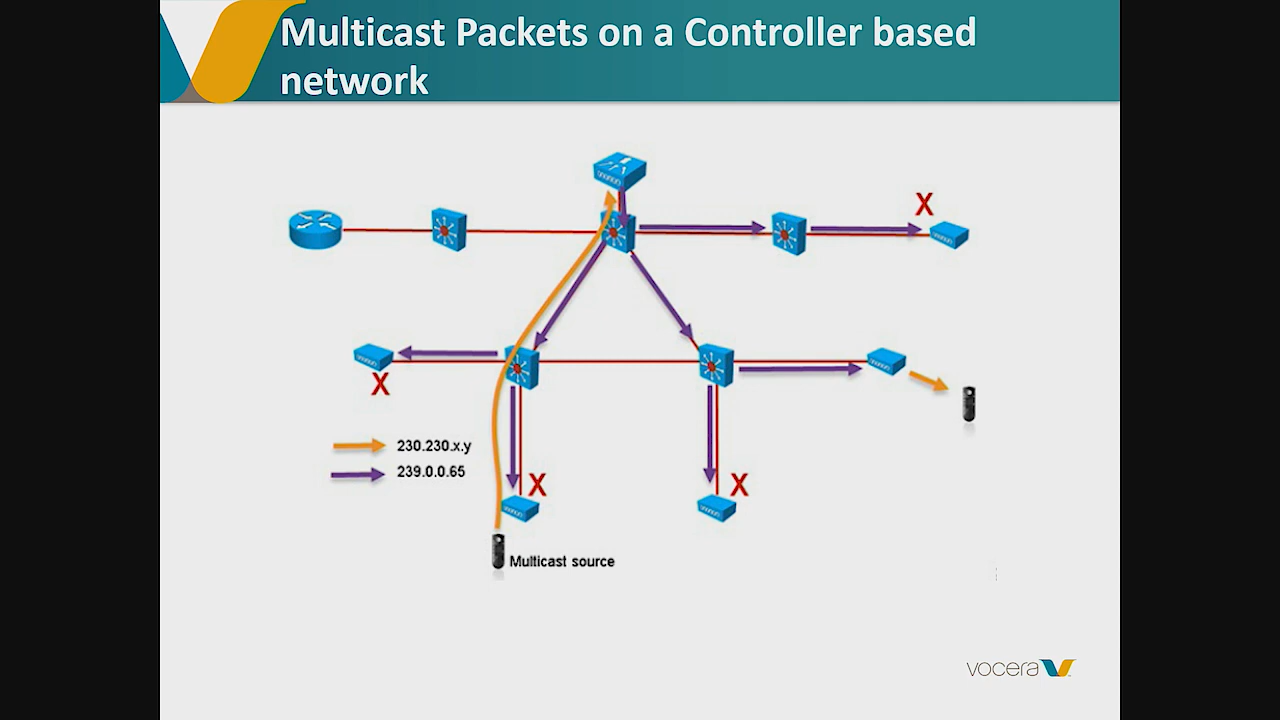 Multicast Packets on a Controller based
network
X
X
230.230.x.y
239.0.0.65
X
X
Multicast source
vocera